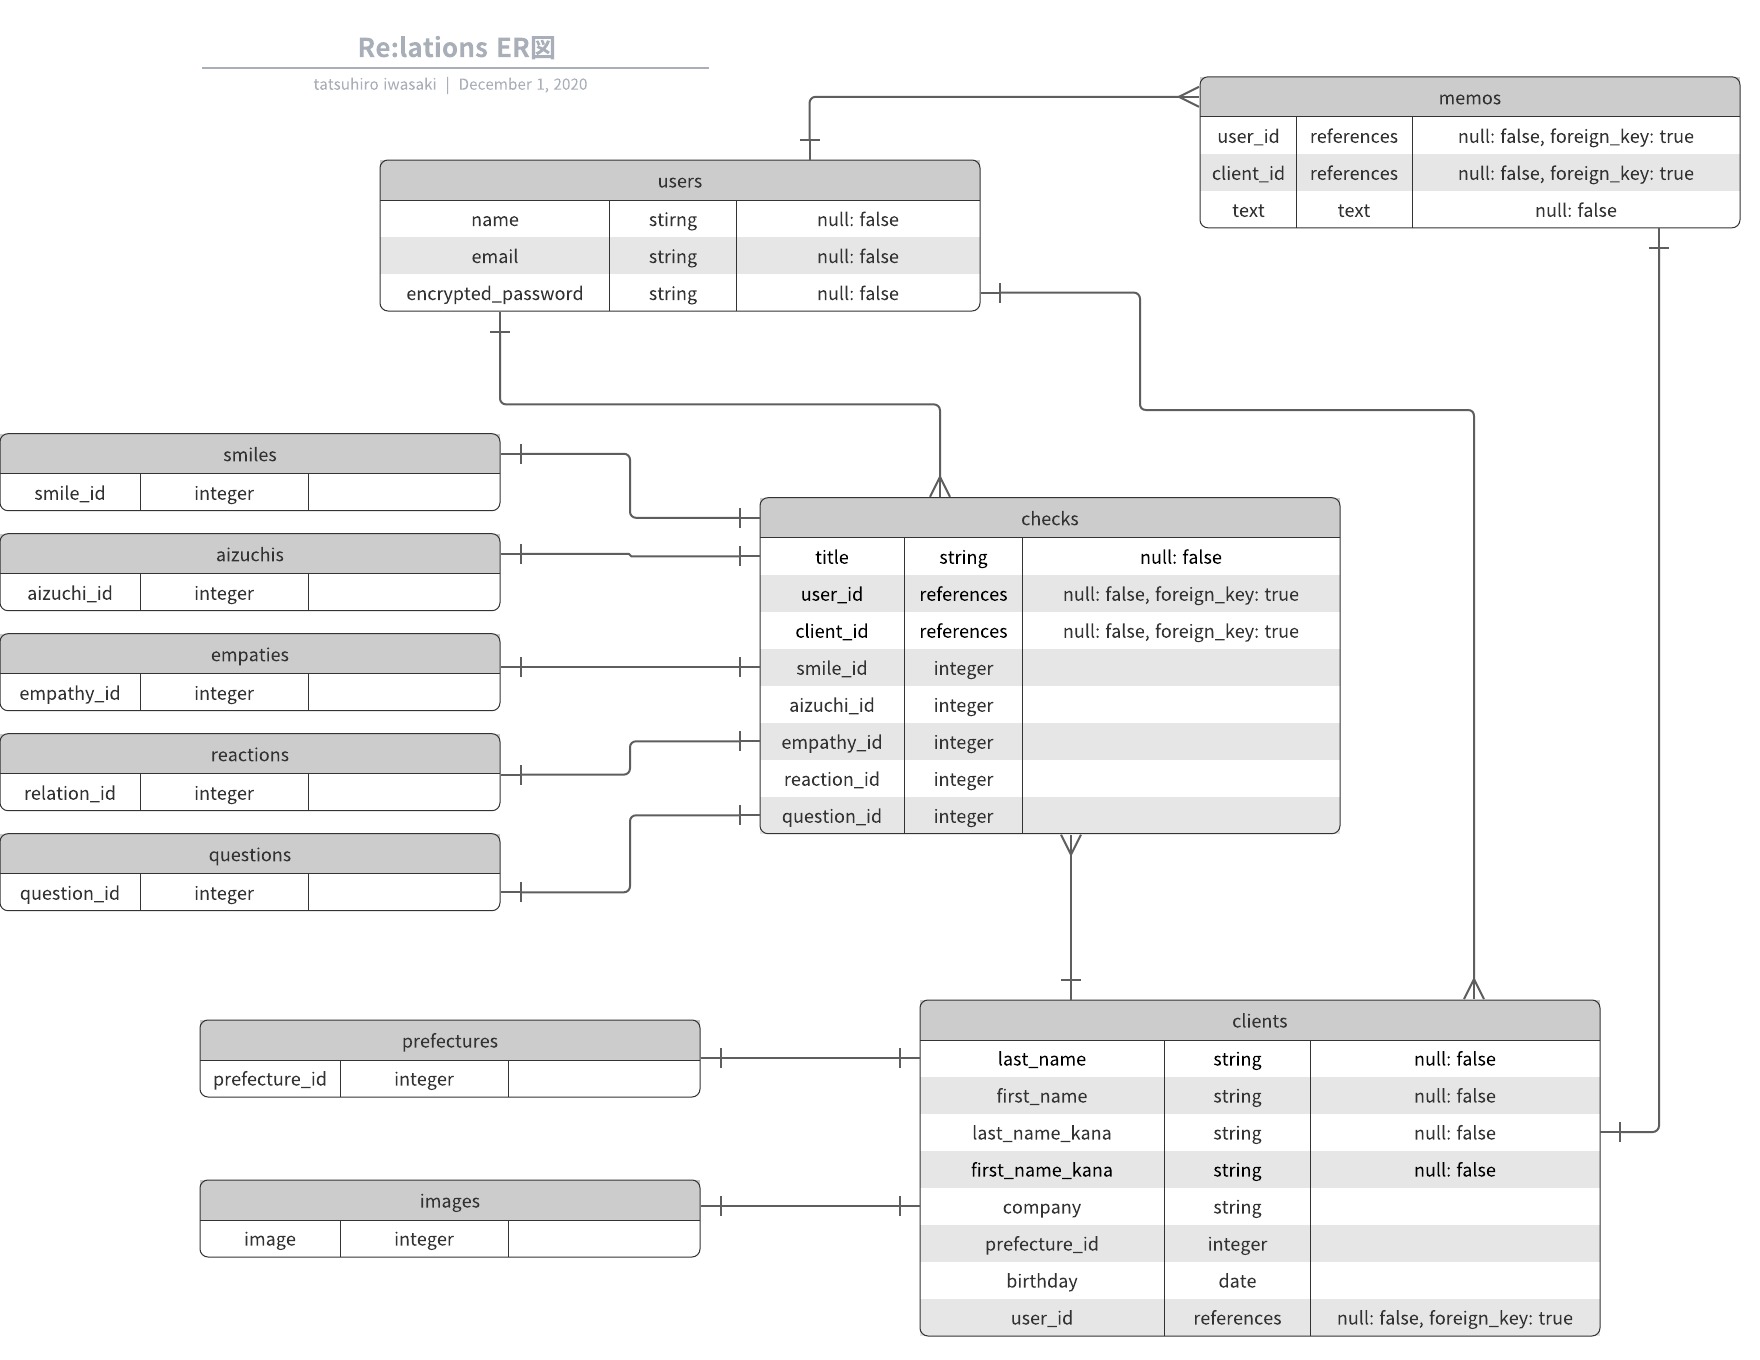 Re:lations ER図
tatsuhiro iwasaki | December 1, 2020
memos
user_id references null: false, foreign_key: true
client_id references null: false, foreign_key: true
text text null: false
users
name stirng null: false
email string null: false
encrypted_password string null: false
smiles
smile_id integer
aizuchis
aizuchi_id integer
empaties
empathy_id integer
reactions
relation_id integer
questions
question_id integer
checks
title string null: false
user_id references null: false, foreign_key: true
client_id references null: false, foreign_key: true
smile_id integer
aizuchi_id integer
empathy_id integer
reaction_id integer
question_id integer
prefectures
prefecture_id integer
images
image integer
clients
last_name string null: false
first_name string null: false
last_name_kana string null: false
first_name_kana string null: false
company string
prefecture_id integer
birthday date
user_id references null: false, foreign_key: true